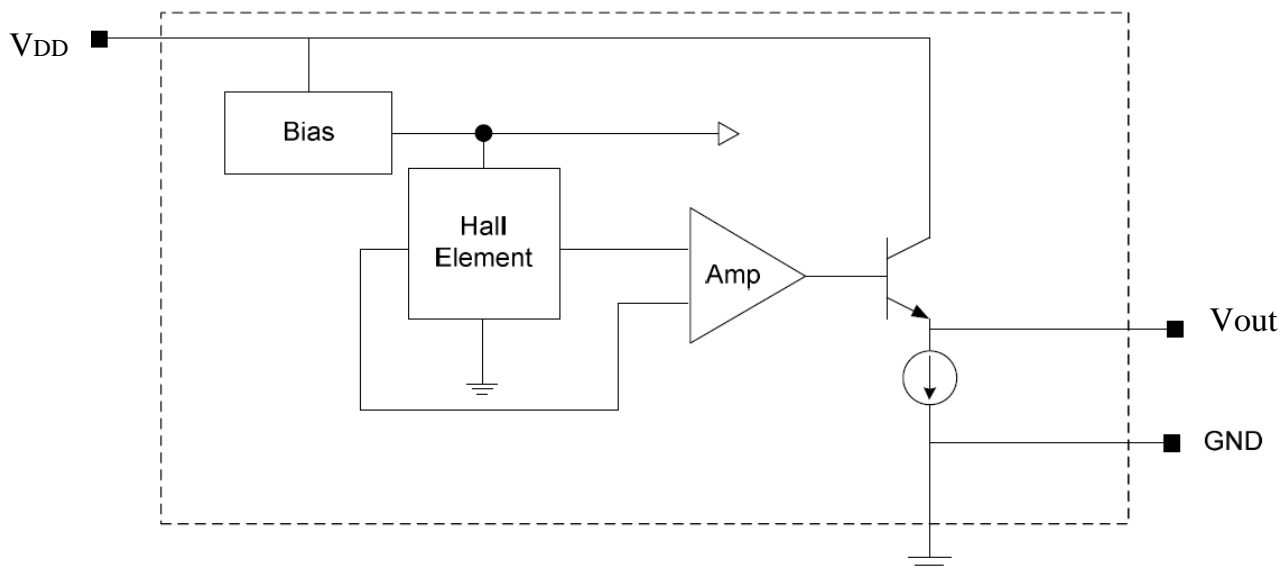 VDD
Bias
Hall
Element
Amp
Vout
GND